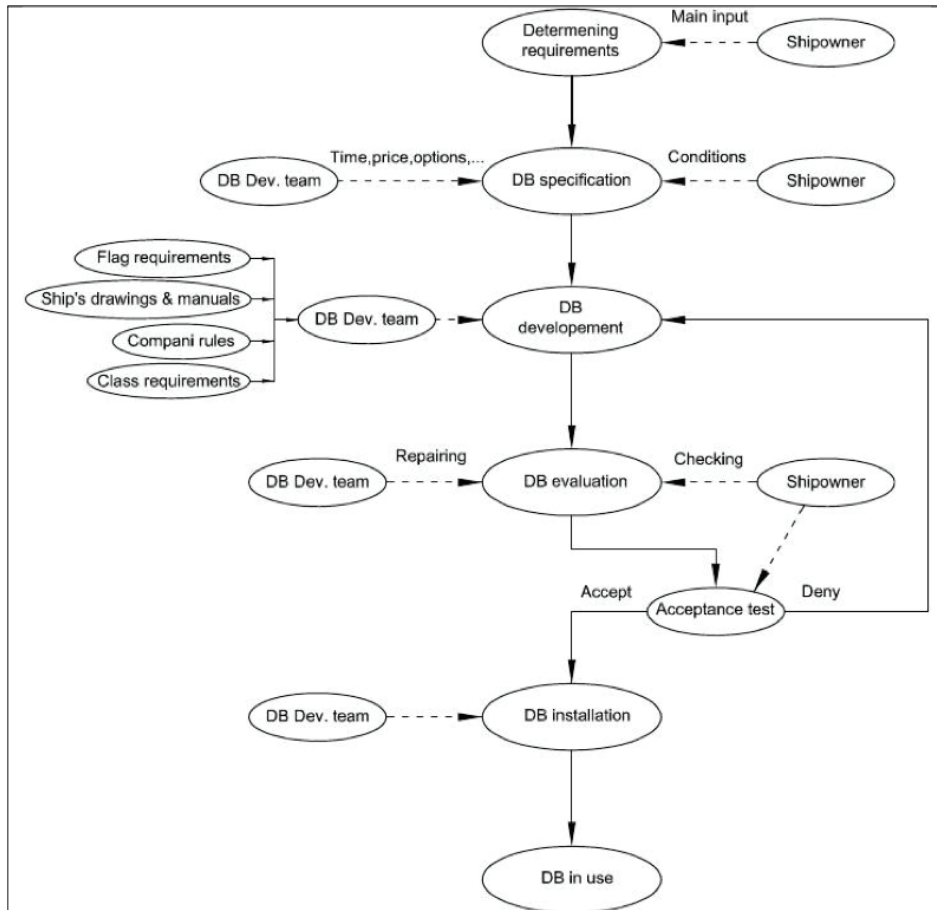 Determening
requirements
Main input
Shipowner
Time,price,options,...
DB Dev. team
DB specification
Conditions
Shipowner
Flag requirements
Ship's drawings & manuals
Compani rules
Class requirements
DB Dev. team
DB
developement
Repairing
DB Dev. team
DB evaluation
Checking
Shipowner
Accept
Acceptance test
Deny
DB Dev. team
DB installation
DB in use